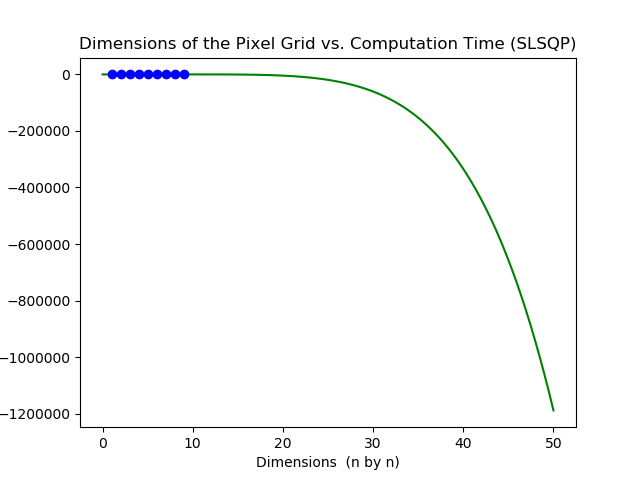 Dimensions of the Pixel Grid vs. Computation Time (SLSQP)
0
−200000
−400000
−600000
−800000
−1000000
−1200000
0 10 20 30 40 50
Dimensions (n by n)